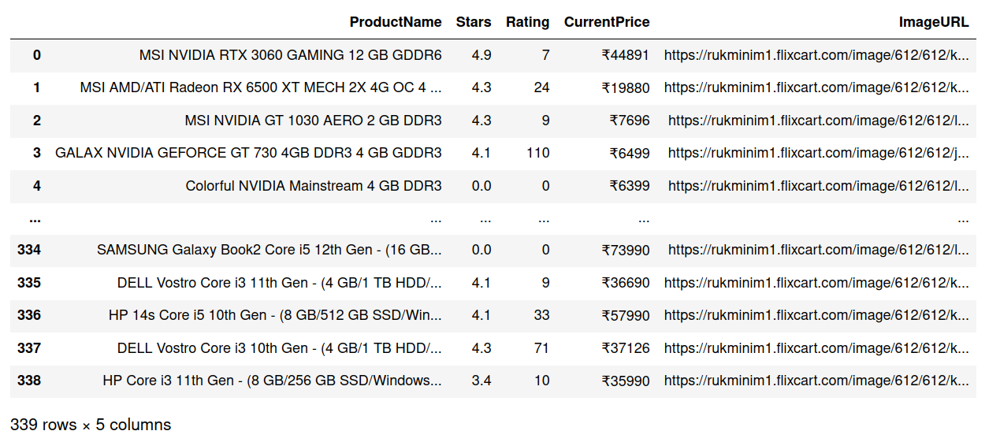 ProductName Stars Rating CurrentPrice ImageURL
0 MSI NVIDIA RTX 3060 GAMING 12 GB GDDR6 4.9 7 ₹44891 https://rukminim1.flixcart.com/image/612/612/k...
1 MSI AMD/ATI Radeon RX 6500 XT MECH 2X 4G OC 4 ... 4.3 24 ₹19880 https://rukminim1.flixcart.com/image/612/612/k...
2 MSI NVIDIA GT 1030 AERO 2 GB DDR3 4.3 9 ₹7696 https://rukminim1.flixcart.com/image/612/612/l...
3 GALAX NVIDIA GEFORCE GT 730 4GB DDR3 4 GB GDDR3 4.1 110 ₹6499 https://rukminim1.flixcart.com/image/612/612/j...
4 Colorful NVIDIA Mainstream 4 GB DDR3 0.0 0 ₹6399 https://rukminim1.flixcart.com/image/612/612/l...
... ... ... ... ... ...
334 SAMSUNG Galaxy Book2 Core i5 12th Gen - (16 GB... 0.0 0 ₹73990 https://rukminim1.flixcart.com/image/612/612/l...
335 DELL Vostro Core i3 11th Gen - (4 GB/1 TB HDD/... 4.1 9 ₹36690 https://rukminim1.flixcart.com/image/612/612/k...
336 HP 14s Core i5 10th Gen - (8 GB/512 GB SSD/Win... 4.1 33 ₹57990 https://rukminim1.flixcart.com/image/612/612/k...
337 DELL Vostro Core i3 10th Gen - (4 GB/1 TB HDD/... 4.3 71 ₹37126 https://rukminim1.flixcart.com/image/612/612/k...
338 HP Core i3 11th Gen - (8 GB/256 GB SSD/Windows... 3.4 10 ₹35990 https://rukminim1.flixcart.com/image/612/612/k...
339 rows × 5 columns